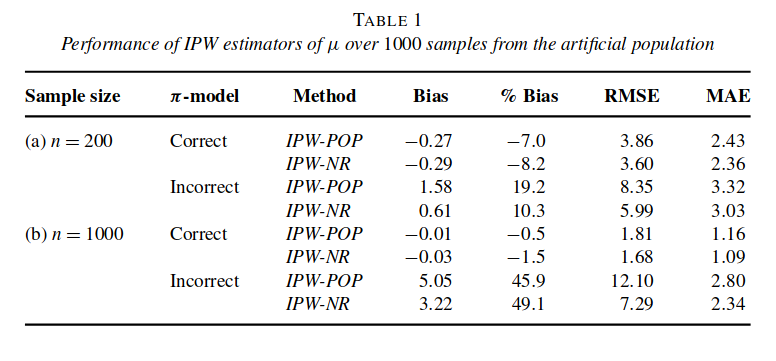 TABLE 1
Performance of IPW estimators of μ over 1000 samples from the artificial population
Sample size π-model Method Bias % Bias RMSE MAE
(a) n = 200 Correct IPW-POP −0.27 −7.0 3.86 2.43
IPW-NR −0.29 −8.2 3.60 2.36
Incorrect IPW-POP 1.58 19.2 8.35 3.32
IPW-NR 0.61 10.3 5.99 3.03
(b) n = 1000 Correct IPW-POP −0.01 −0.5 1.81 1.16
IPW-NR −0.03 −1.5 1.68 1.09
Incorrect IPW-POP 5.05 45.9 12.10 2.80
IPW-NR 3.22 49.1 7.29 2.34